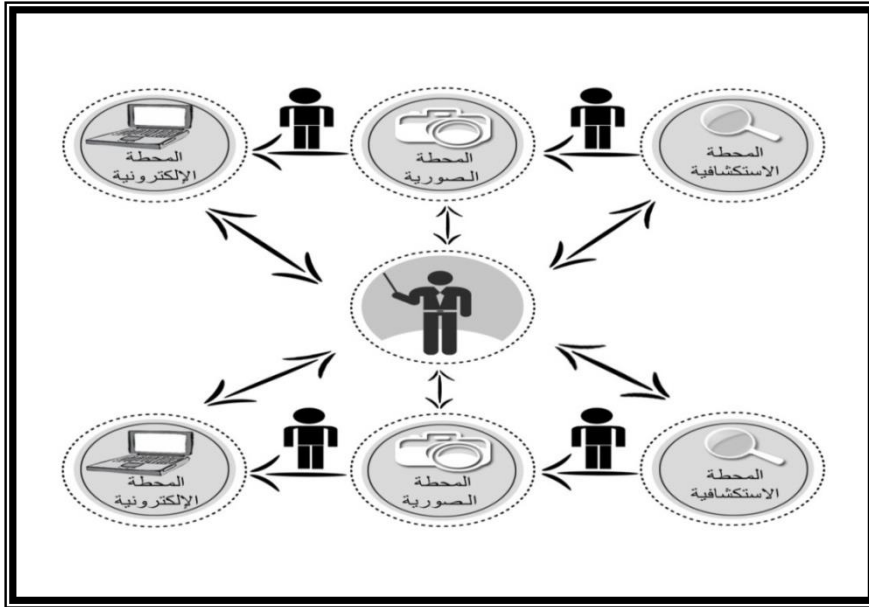 المحطة
الاستكشافية
المحطة
الصورية
المحطة
الإلكترونية
المحطة
الاستكشافية
المحطة
الصورية
المحطة
الإلكترونية